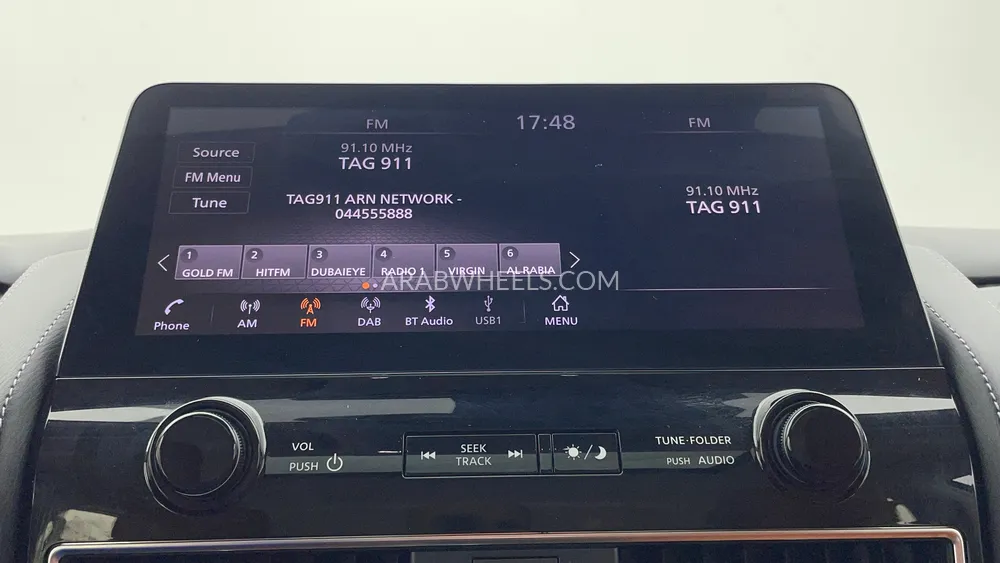 FM
17:48
FM
Source
FM Menu
Tune
91.10 MHz
TAG 911
TAG911 ARN NETWORK -
044555888
91.10 MHz
TAG 911
1 GOLD FM
2 HITFM
3 DUBAIEYE
4 RADIO 1
5 VIRGIN
6 AL RABIA
ARABWHEELS.COM
Phone
AM
FM
DAB
BT Audio
USB1
MENU
VOL
PUSH
SEEK
TRACK
TUNE·FOLDER
PUSH AUDIO